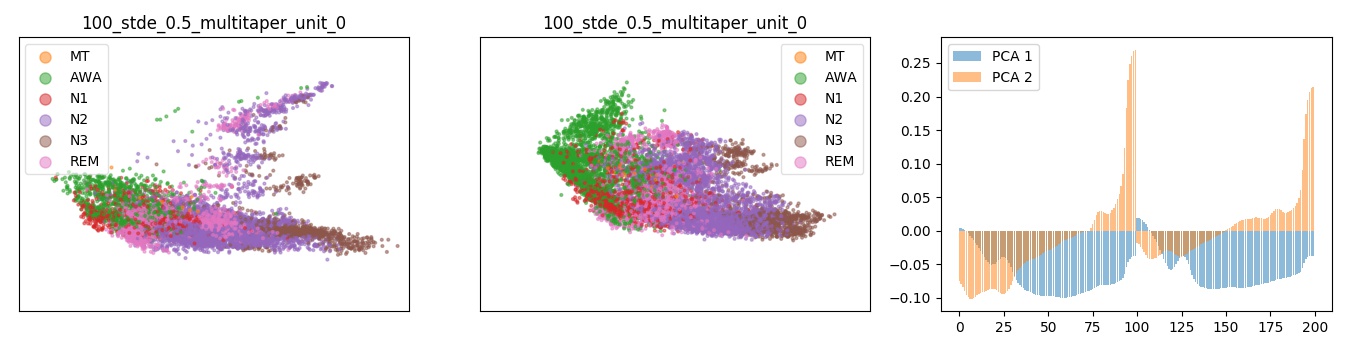 100_stde_0.5_multitaper_unit_0
MT
AWA
N1
N2
N3
REM
100_stde_0.5_multitaper_unit_0
MT
AWA
N1
N2
N3
REM
PCA 1
PCA 2
0.25
0.20
0.15
0.10
0.05
0.00
−0.05
−0.10
0 25 50 75 100 125 150 175 200